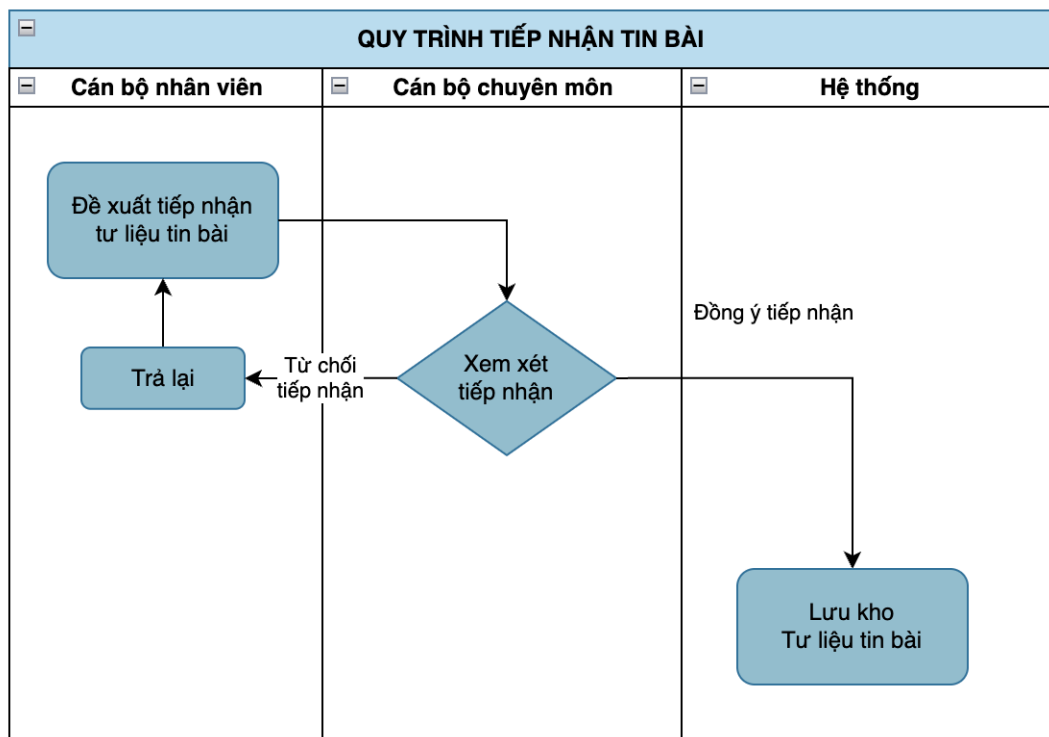 QUY TRÌNH TIẾP NHẬN TIN BÀI
Cán bộ nhân viên
Cán bộ chuyên môn
Hệ thống
Đề xuất tiếp nhận
tư liệu tin bài
Đồng ý tiếp nhận
Trả lại
Từ chối
tiếp nhận
Xem xét
tiếp nhận
Lưu kho
Tư liệu tin bài